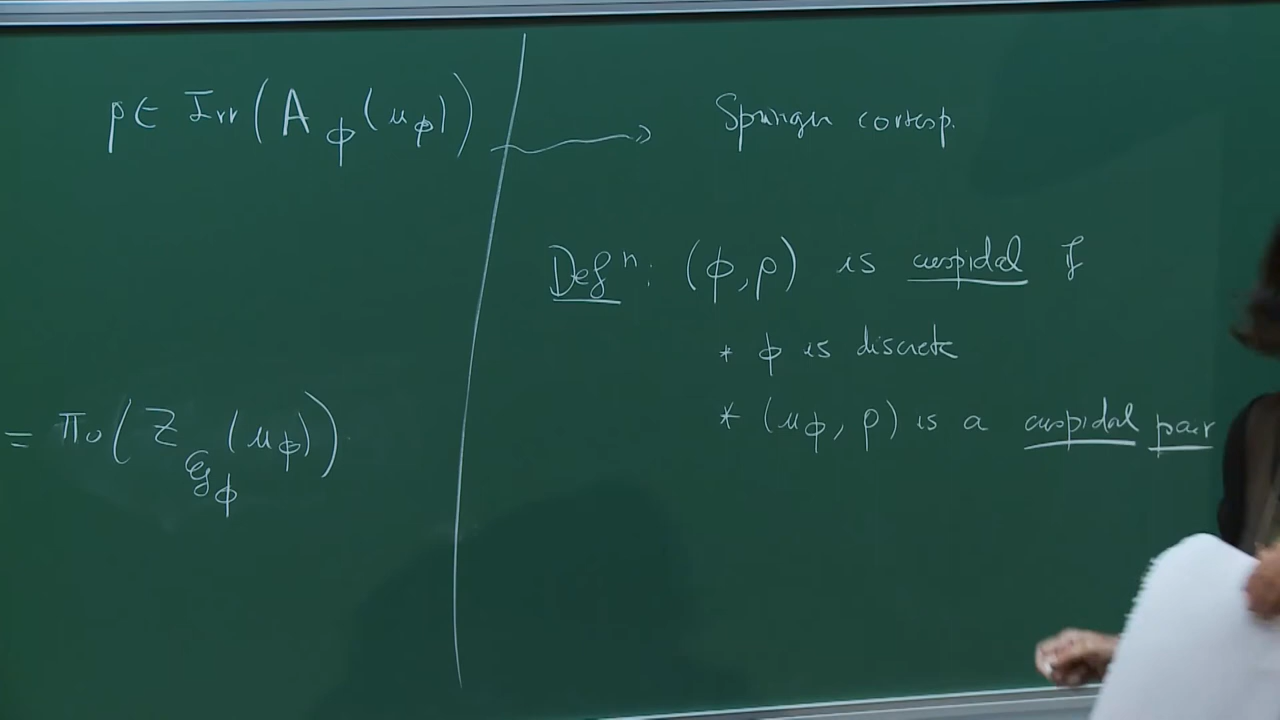 ρ ∈ Irr(A_φ(u_φ)) ⟶ Springer corresp.
= π₀(Z_{𝒢_φ}(u_φ))
Defⁿ: (φ, ρ) is cuspidal if
* φ is discrete
* (u_φ, ρ) is a cuspidal pair